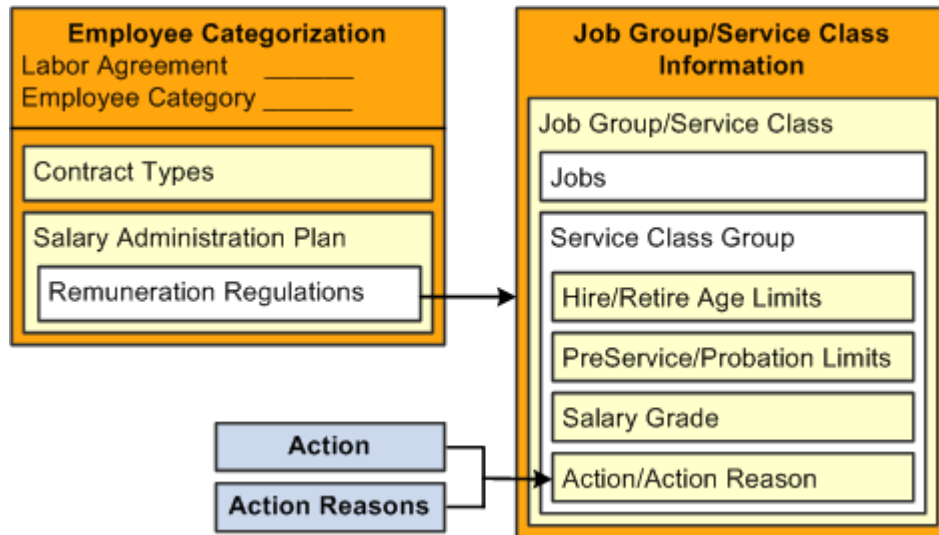 Employee Categorization
Labor Agreement ______
Employee Category ______
Contract Types
Salary Administration Plan
Remuneration Regulations
Action
Action Reasons
Job Group/Service Class
Information
Job Group/Service Class
Jobs
Service Class Group
Hire/Retire Age Limits
PreService/Probation Limits
Salary Grade
Action/Action Reason